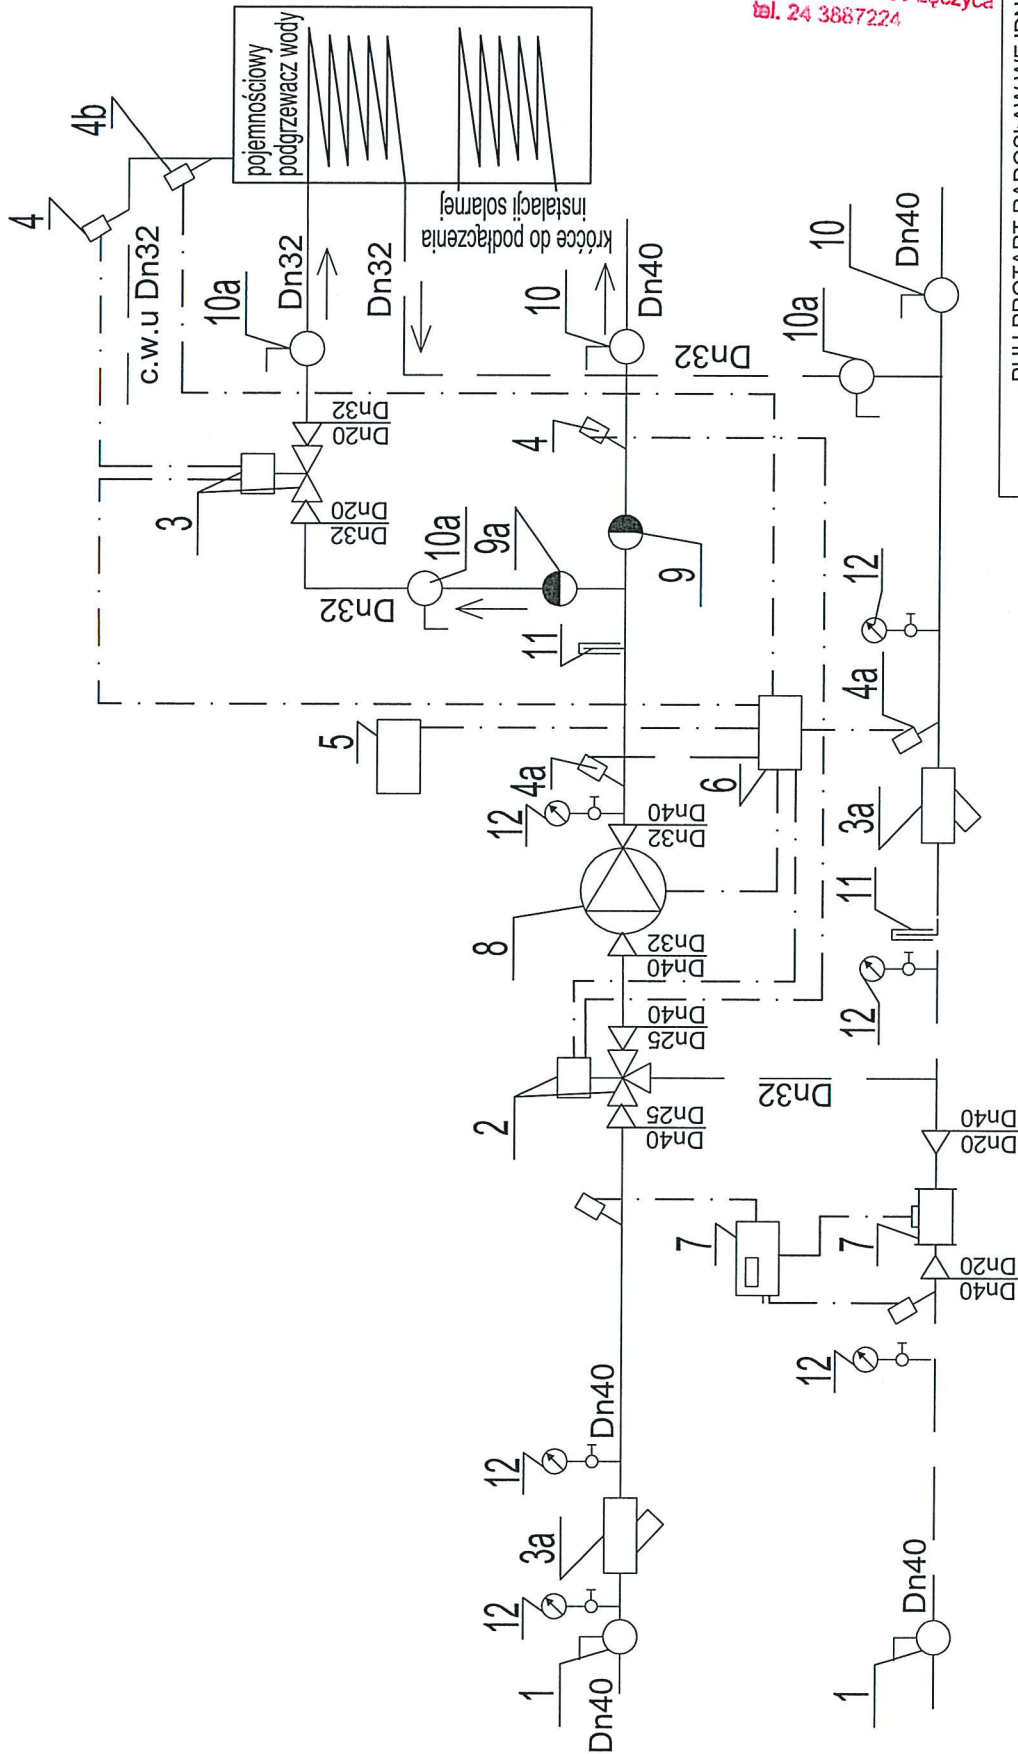 tel. 24 3887224
4
4b
pojemnościowy
podgrzewacz wody
c.w.u Dn32
10a
Dn32
Dn32
króćce do podłączenia
instalacji solarnej
3
Dn32
Dn20
Dn20
Dn32
10a
9a
Dn32
10
Dn40
4
9
11
5
4a
12
Dn40
Dn32
8
Dn32
Dn40
6
Dn32
10a
10
Dn40
12
4a
3a
11
12
2
Dn40
Dn25
Dn25
Dn40
Dn32
7
7
Dn40
Dn20
Dn20
Dn40
12
Dn40
12
3a
12
1
Dn40
Dn40
1